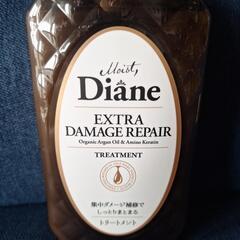 Moist,
Diane
EXTRA
DAMAGE REPAIR
Organic Argan Oil & Amino Keratin
TREATMENT
集中ダメージ補修で
しっとりまとまる
トリートメント